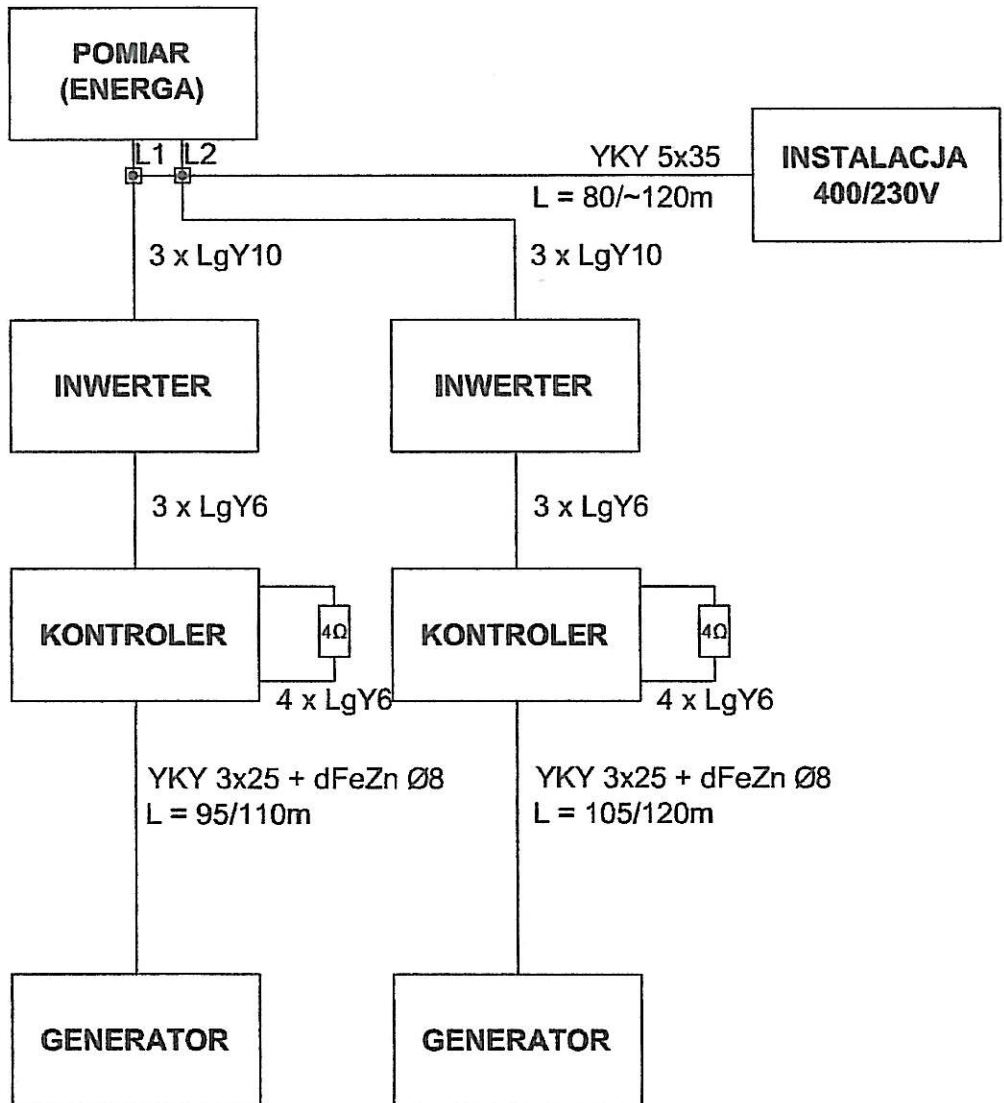 POMIAR
(ENERGA)
L1 L2
YKY 5x35
L = 80/~120m
INSTALACJA
400/230V
3 x LgY10
3 x LgY10
INWERTER
INWERTER
3 x LgY6
3 x LgY6
KONTROLER
4Ω
KONTROLER
4Ω
4 x LgY6
4 x LgY6
YKY 3x25 + dFeZn Ø8
L = 95/110m
YKY 3x25 + dFeZn Ø8
L = 105/120m
GENERATOR
GENERATOR